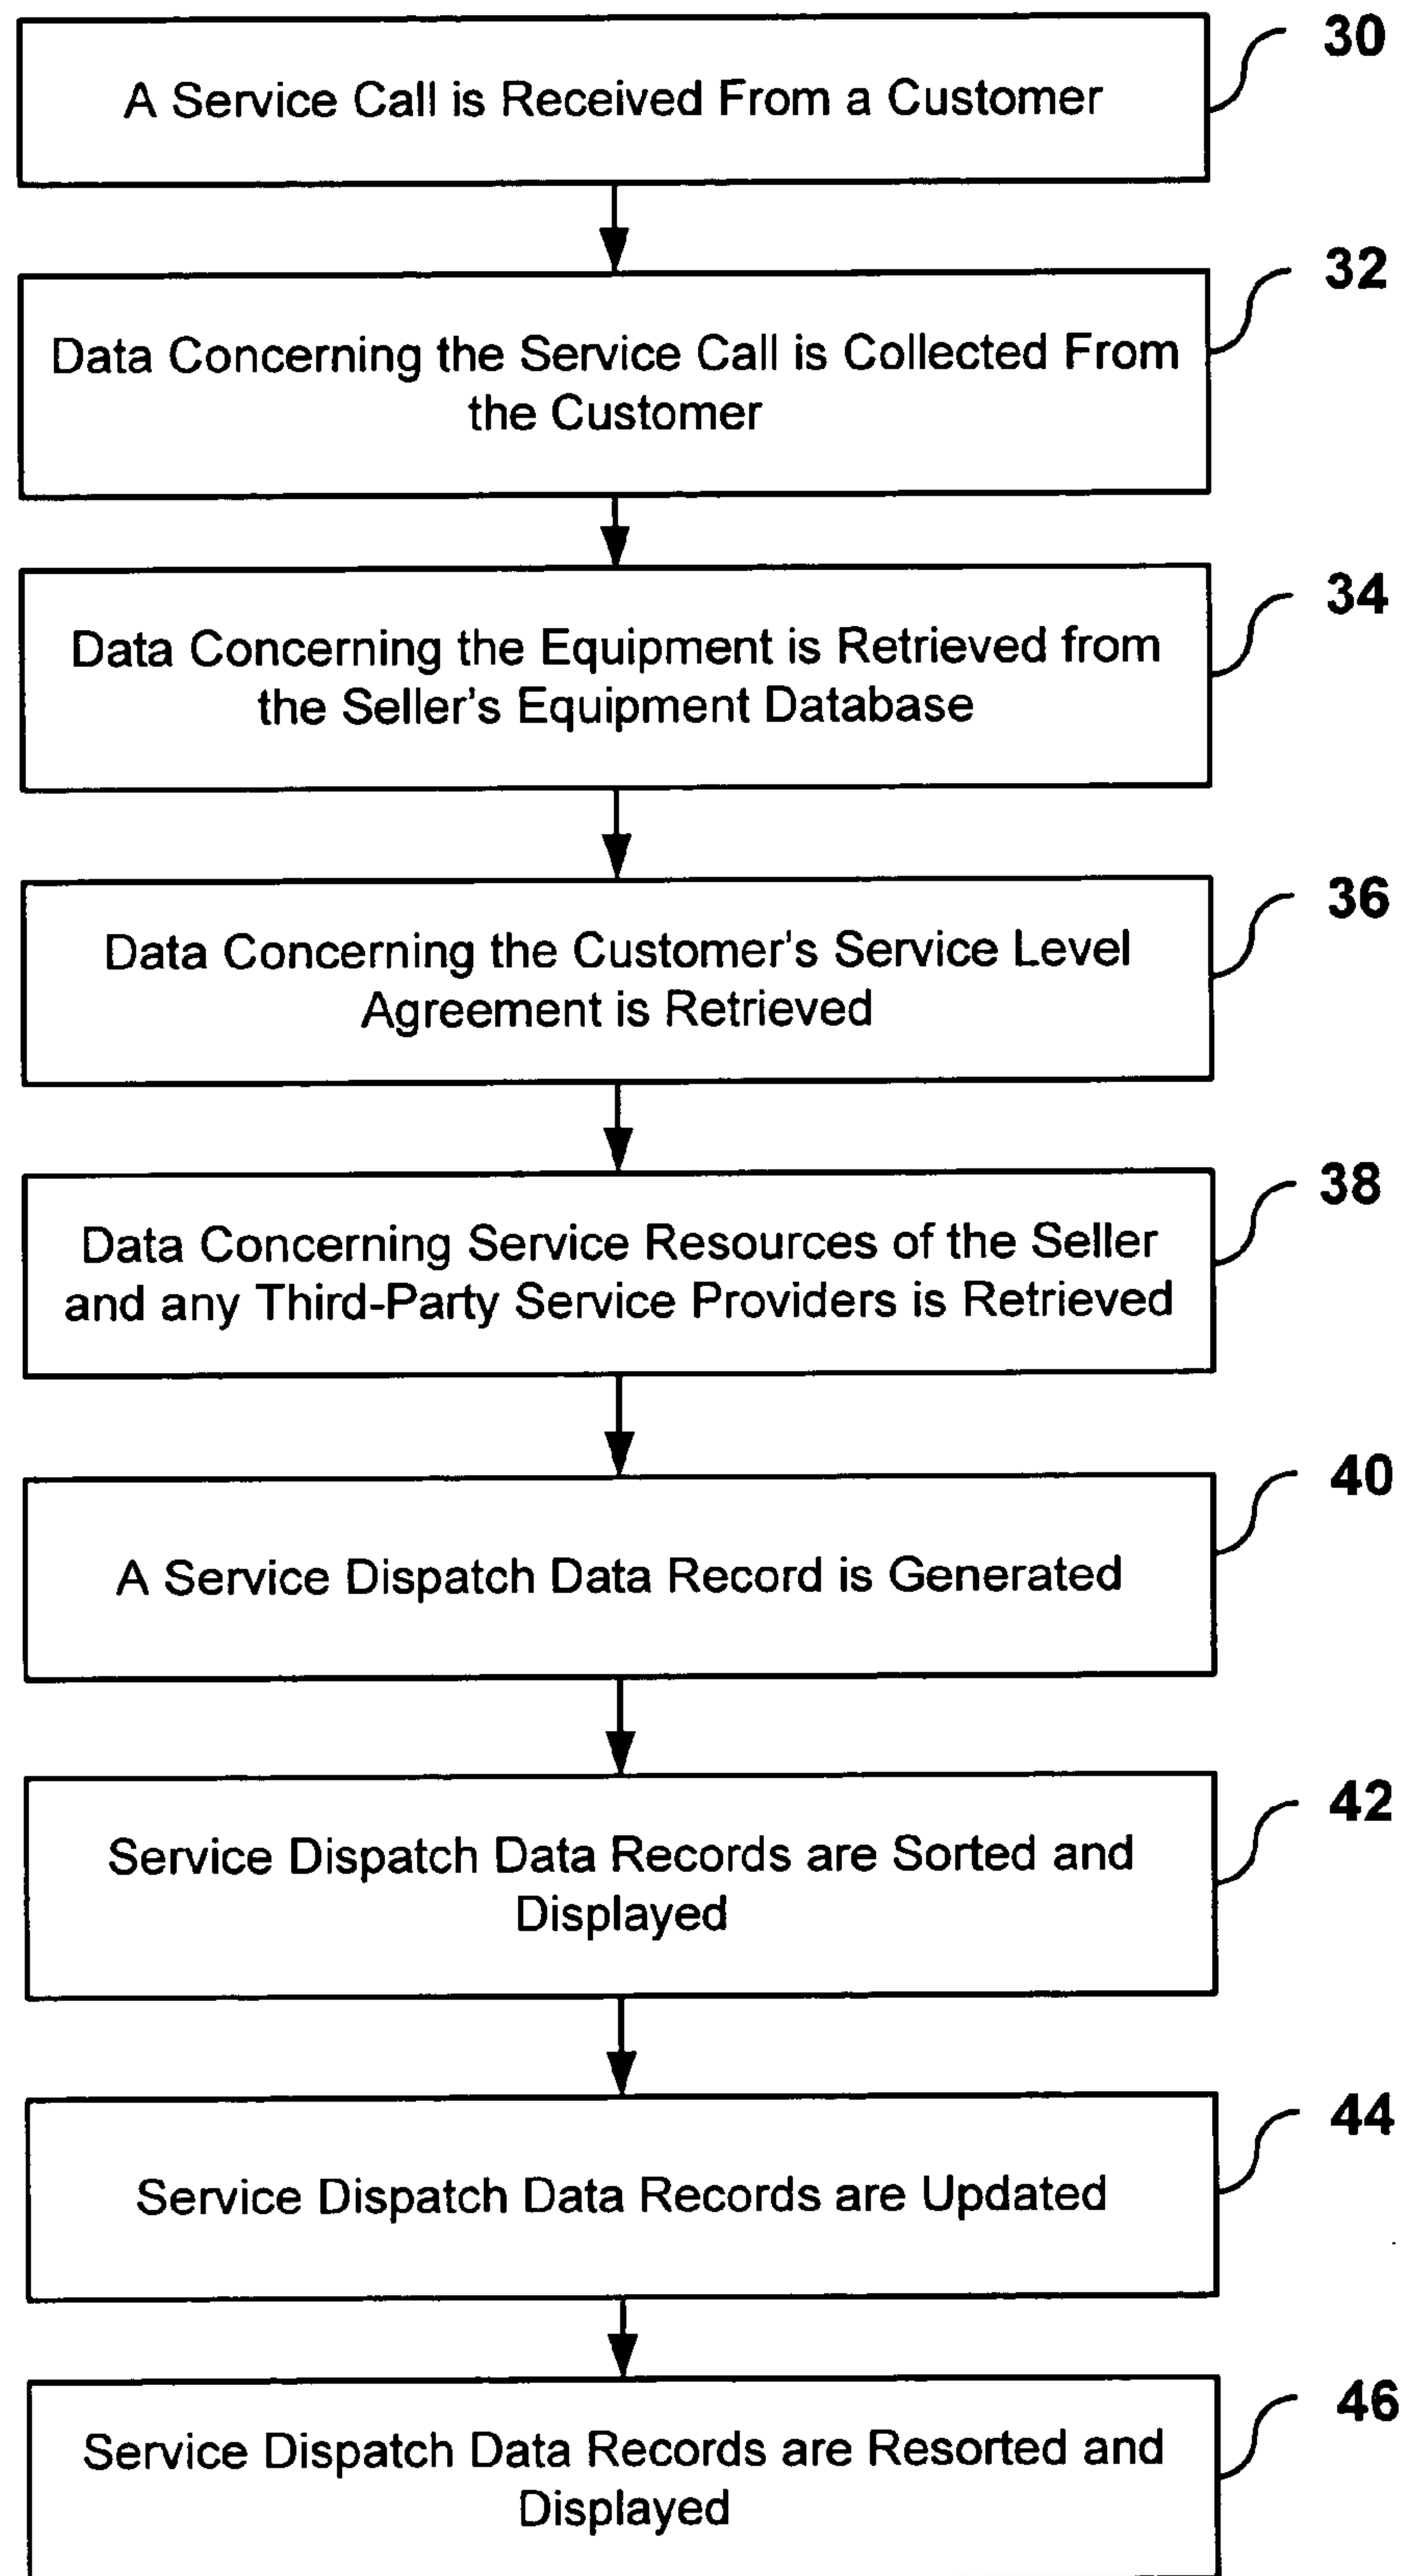 A Service Call is Received From a Customer
30
Data Concerning the Service Call is Collected From
the Customer
32
Data Concerning the Equipment is Retrieved from
the Seller's Equipment Database
34
Data Concerning the Customer's Service Level
Agreement is Retrieved
36
Data Concerning Service Resources of the Seller
and any Third-Party Service Providers is Retrieved
38
A Service Dispatch Data Record is Generated
40
Service Dispatch Data Records are Sorted and
Displayed
42
Service Dispatch Data Records are Updated
44
Service Dispatch Data Records are Resorted and
Displayed
46